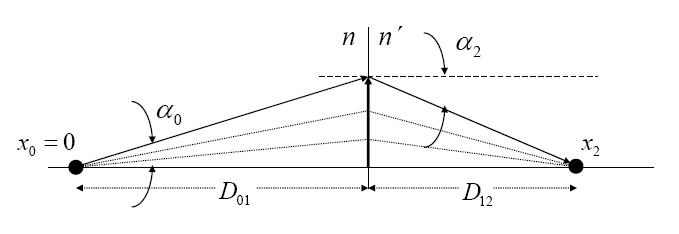 n n´
α₂
α₀
x₀ = 0
x₂
D₀₁
D₁₂